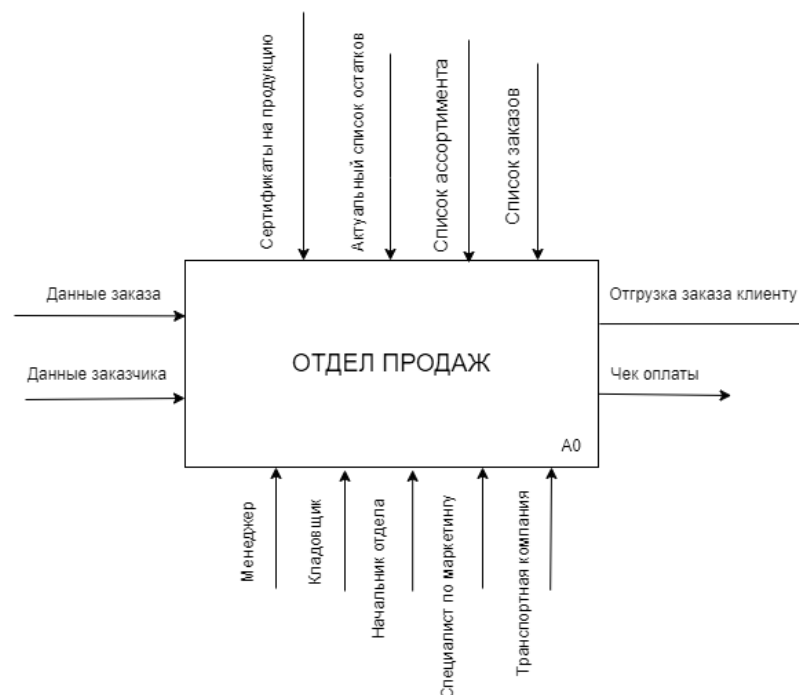 Сертификаты на продукцию
Актуальный список остатков
Список ассортимента
Список заказов
Данные заказа
Отгрузка заказа клиенту
ОТДЕЛ ПРОДАЖ
Данные заказчика
Чек оплаты
A0
Менеджер
Кладовщик
Начальник отдела
Специалист по маркетингу
Транспортная компания